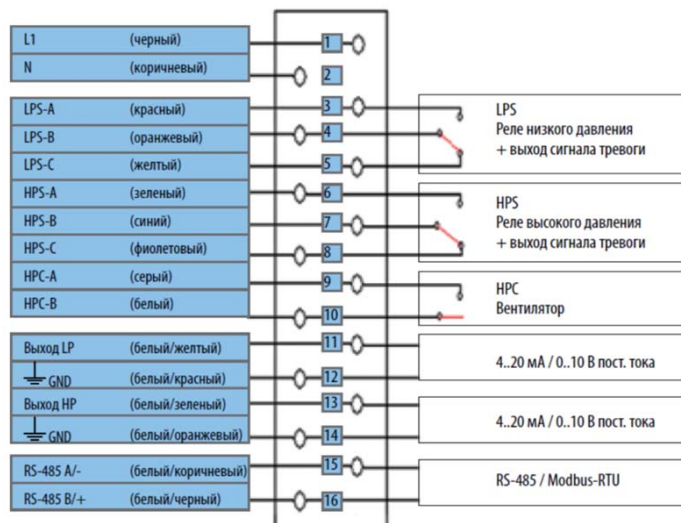 L1 (черный) 1
N (коричневый) 2
LPS-A (красный) 3
LPS-B (оранжевый) 4
LPS-C (желтый) 5
HPS-A (зеленый) 6
HPS-B (синий) 7
HPS-C (фиолетовый) 8
HPC-A (серый) 9
HPC-B (белый) 10
Выход LP (белый/желтый) 11
GND (белый/красный) 12
Выход HP (белый/зеленый) 13
GND (белый/оранжевый) 14
RS-485 A/- (белый/коричневый) 15
RS-485 B/+ (белый/черный) 16
LPS
Реле низкого давления
+ выход сигнала тревоги
HPS
Реле высокого давления
+ выход сигнала тревоги
HPC
Вентилятор
4..20 мА / 0..10 В пост. тока
4..20 мА / 0..10 В пост. тока
RS-485 / Modbus-RTU